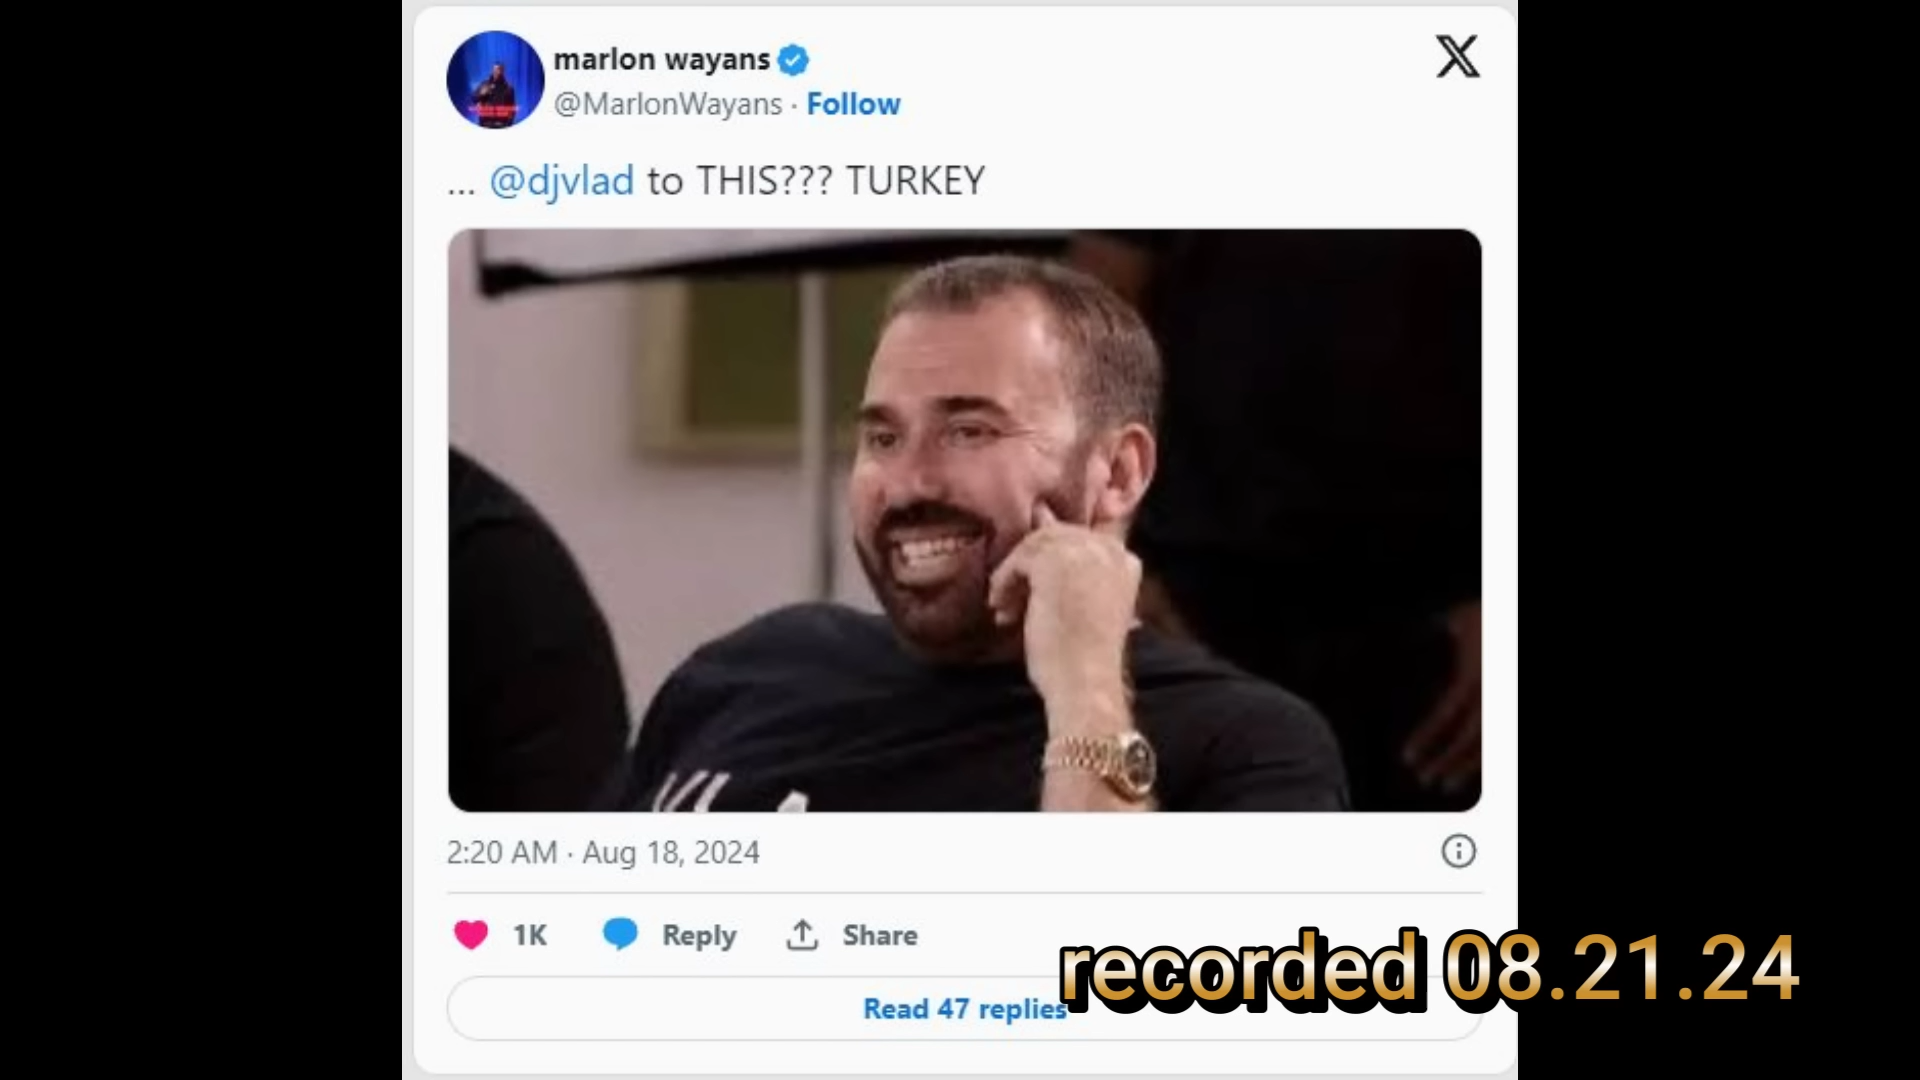 marlon wayans
@MarlonWayans · Follow
... @djvlad to THIS??? TURKEY
2:20 AM · Aug 18, 2024
1K Reply Share
Read 47 replies
recorded 08.21.24